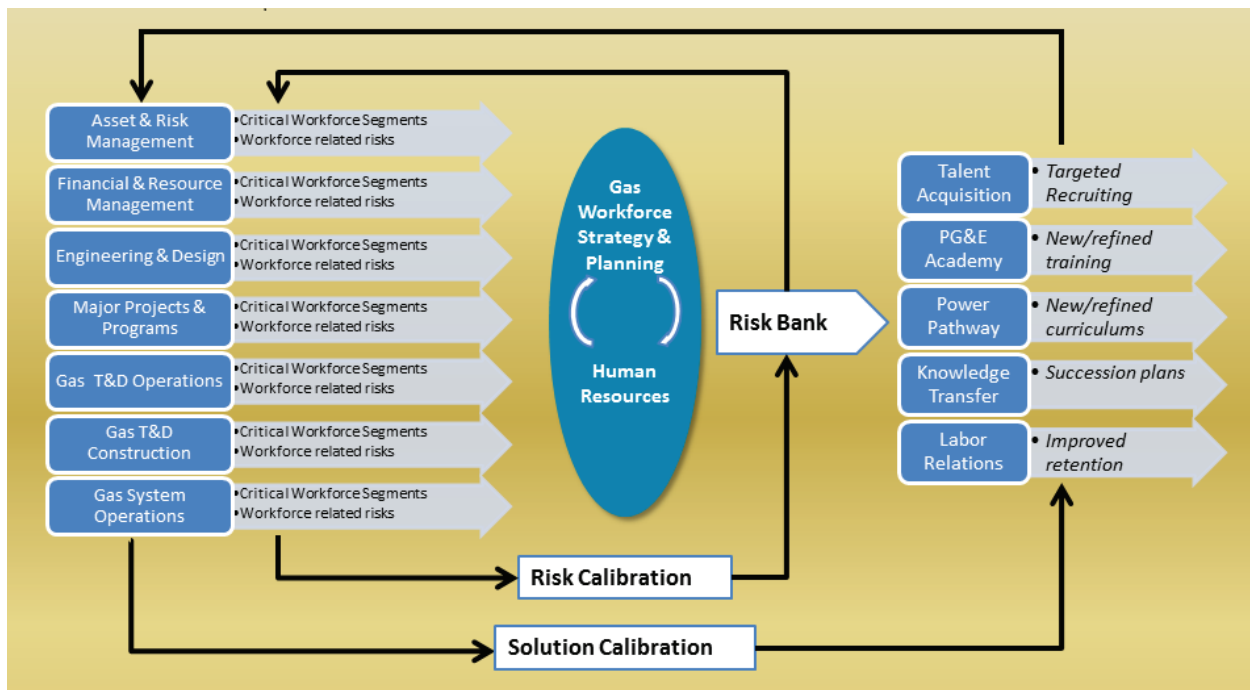 Asset & Risk
Management
•Critical Workforce Segments
•Workforce related risks
Financial & Resource
Management
•Critical Workforce Segments
•Workforce related risks
Engineering & Design
•Critical Workforce Segments
•Workforce related risks
Major Projects &
Programs
•Critical Workforce Segments
•Workforce related risks
Gas T&D Operations
•Critical Workforce Segments
•Workforce related risks
Gas T&D
Construction
•Critical Workforce Segments
•Workforce related risks
Gas System
Operations
•Critical Workforce Segments
•Workforce related risks
Gas
Workforce
Strategy &
Planning
Human
Resources
Risk Bank
Talent
Acquisition
• Targeted
Recruiting
PG&E
Academy
• New/refined
training
Power
Pathway
• New/refined
curriculums
Knowledge
Transfer
• Succession plans
Labor
Relations
• Improved
retention
Risk Calibration
Solution Calibration